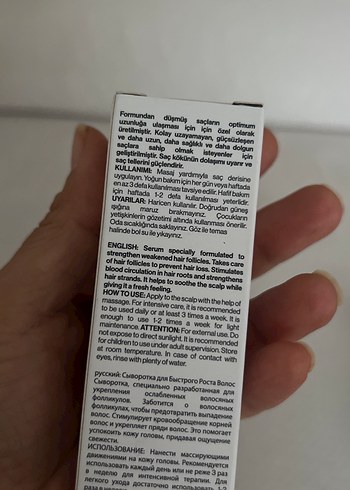 Formundan düşmüş saçların optimum
uzunluğa ulaşması için için özel olarak
üretilmiştir. Kolay uzayamayan, güçsüzleşen
ve daha uzun, daha sağlıklı ve daha dolgun
saçlara sahip olmak isteyenler için
geliştirilmiştir. Saç kökünün dolaşımı uyarır ve
saç tellerini güçlendirir.
KULLANIMI: Masaj yardımıyla saç derisine
uygulayın. Yoğun bakım için her gün veya haftada
en az 3 defa kullanılması tavsiye edilir. Hafif bakım
için haftada 1-2 defa kullanılması yeterlidir.
UYARILAR: Haricen kullanılır. Doğrudan güneş
ışığına maruz bırakmayınız. Çocukların
yetişkinlerin gözetimi altında kullanması önerilir.
Oda sıcaklığında saklayınız. Göz ile temas
halinde bol su ile yıkayınız.
ENGLISH: Serum specially formulated to
strengthen weakened hair follicles. Takes care
of hair follicles to prevent hair loss. Stimulates
blood circulation in hair roots and strengthens
hair strands. It helps to soothe the scalp while
giving it a fresh feeling.
HOW TO USE: Apply to the scalp with the help of
massage. For intensive care, it is recommended
to be used daily or at least 3 times a week. It is
enough to use 1-2 times a week for light
maintenance. ATTENTION: For external use. Do
not expose to direct sunlight. It is recommended
for children to use under adult supervision. Store
at room temperature. In case of contact with
eyes, rinse with plenty of water.
русский: Сыворотка для Быстрого Роста Волос
Сыворотка, специально разработанная для
укрепления ослабленных волосяных
фолликулов. Заботится о волосяных
фолликулах, чтобы предотвратить выпадение
волос. Стимулирует кровообращение корней
волос и укрепляет пряди волос. Это помогает
успокоить кожу головы, придавая ощущение
свежести.
ИСПОЛЬЗОВАНИЕ: Нанести массирующими
движениями на кожу головы. Рекомендуется
использовать каждый день или не реже 3 раз
в неделю для интенсивной терапии. Для
легкого ухода достаточно использовать 1-2
раза в